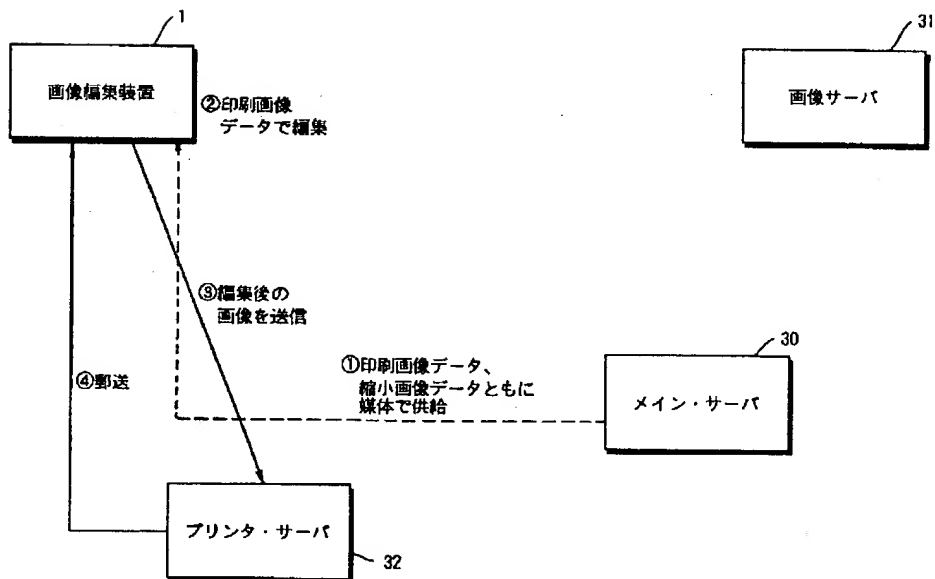 1
画像編集装置
31
画像サーバ
②印刷画像
データで編集
③編集後の
画像を送信
30
①印刷画像データ、
縮小画像データともに
媒体で供給
メイン・サーバ
④郵送
プリンタ・サーバ
32